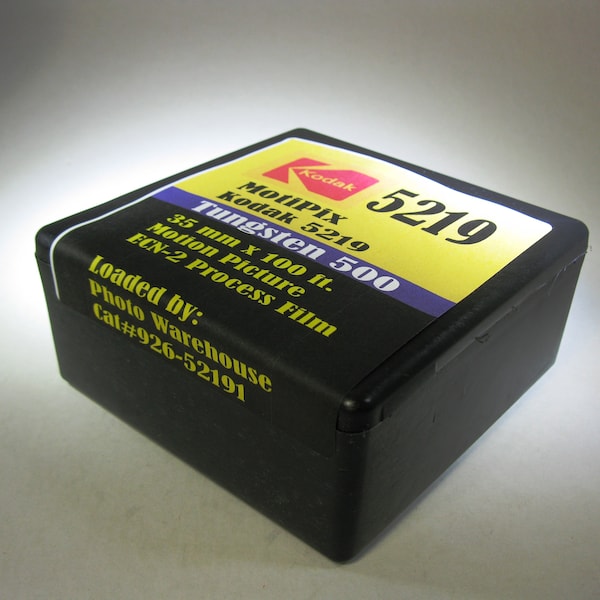 Kodak
5219
MotiPix
Kodak 5219
Tungsten 500
35 mm x 100 ft.
Motion Picture
ECN-2 Process Film
Loaded by:
Photo Warehouse
Cat#926-52191